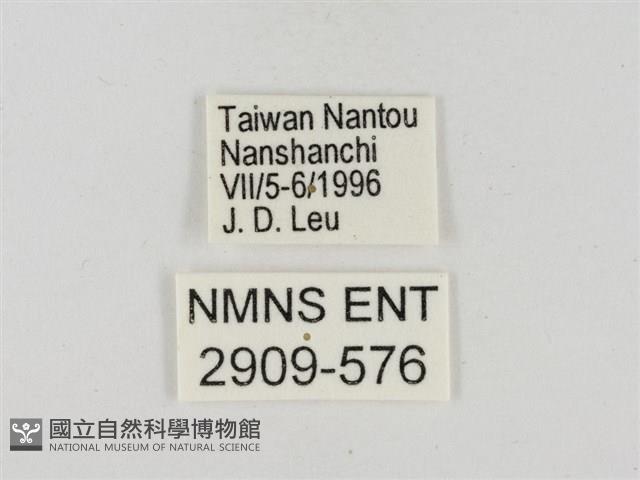 Taiwan Nantou
Nanshanchi
VII/5-6/1996
J. D. Leu
NMNS ENT
2909-576
國立自然科學博物館
NATIONAL MUSEUM OF NATURAL SCIENCE